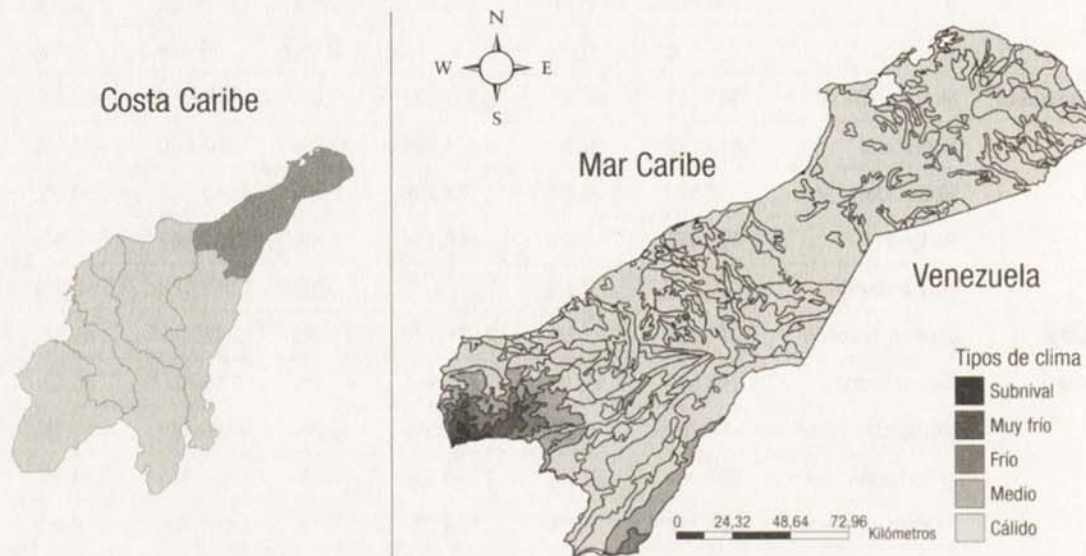 Costa Caribe
N
W
E
S
Mar Caribe
Venezuela
Tipos de clima
Subnival
Muy frío
Frío
Medio
Cálido
0 24,32 48,64 72,96 Kilómetros